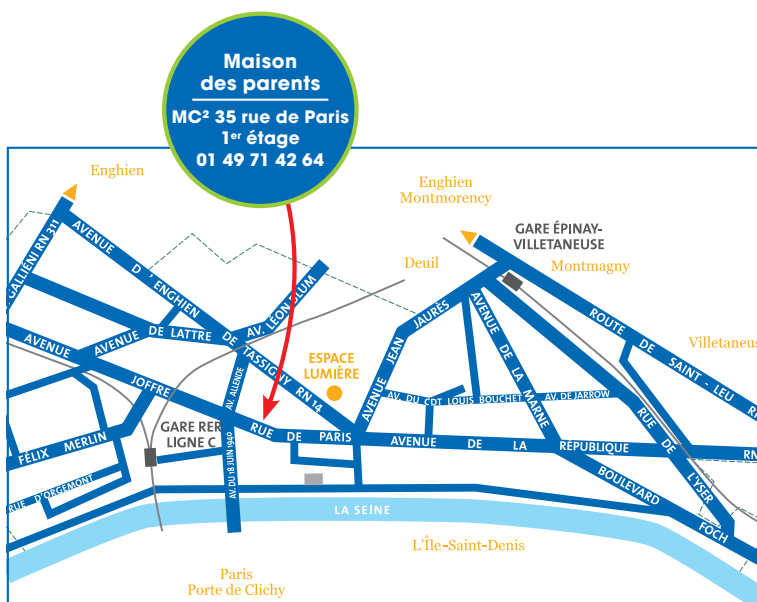 Maison
des parents
MC² 35 rue de Paris
1er étage
01 49 71 42 64
Enghien
Enghien
Montmorency
GARE ÉPINAY-
VILLETANEUSE
Deuil
Montmagny
Villetaneus
GALLIENI RN 311
AVENUE D'ENGHIEN
AVENUE DE LATTRE DE TASSIGNY RN 14
AV. LÉON BLUM
AVENUE JOFFRE
AV. ALLENDE
ESPACE
LUMIÈRE
AVENUE JEAN JAURÈS
AVENUE DE LA MARNE
ROUTE DE SAINT-LEU RN
AV. DU CDT LOUIS BOUCHET
AV. DE JARROW
RUE DE L'YSER
GARE RER
LIGNE C
FÉLIX MERLIN
RUE D'ORGEMONT
AV. DU 18 JUIN 1940
RUE DE PARIS
AVENUE DE LA RÉPUBLIQUE
RN
BOULEVARD FOCH
LA SEINE
L'Île-Saint-Denis
Paris
Porte de Clichy